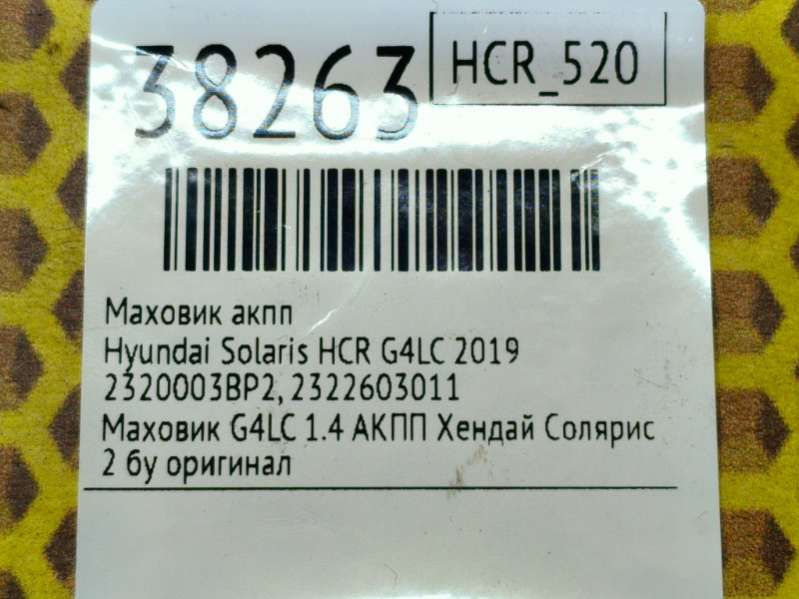 38263
HCR_520
Маховик акпп
Hyundai Solaris HCR G4LC 2019
2320003BP2, 2322603011
Маховик G4LC 1.4 АКПП Хендай Солярис
2 бу оригинал